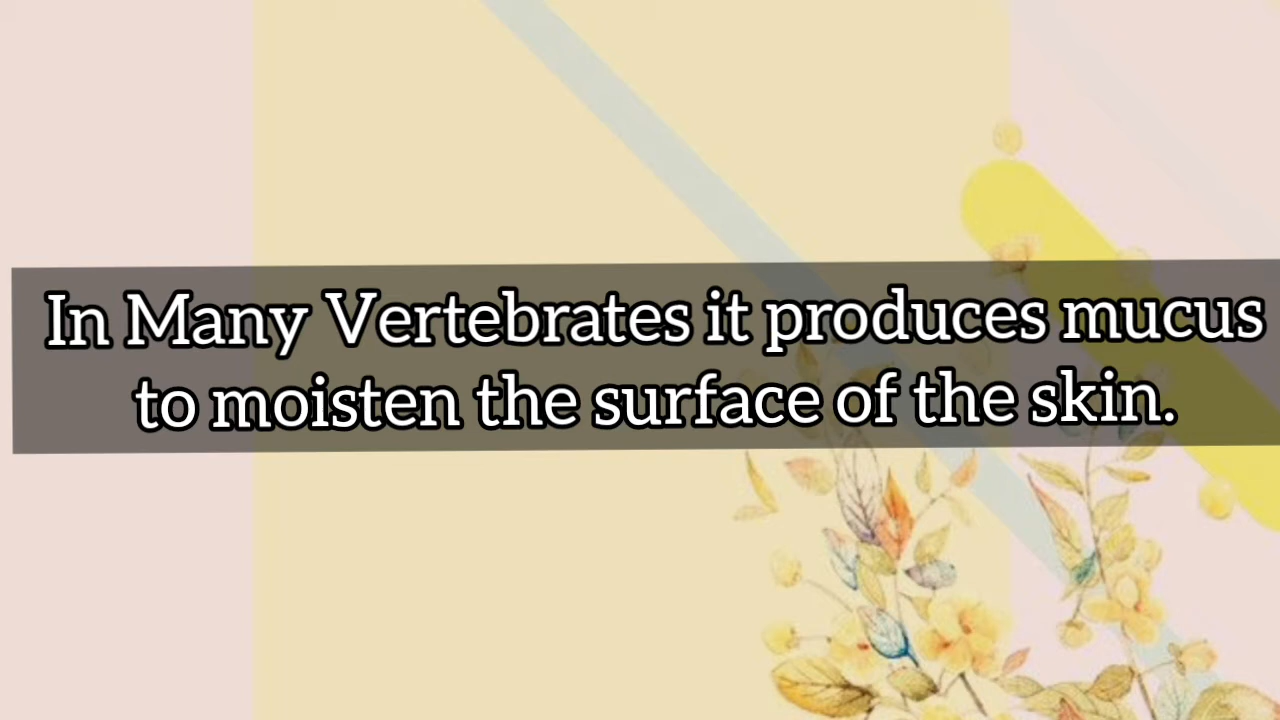 In Many Vertebrates it produces mucus
to moisten the surface of the skin.